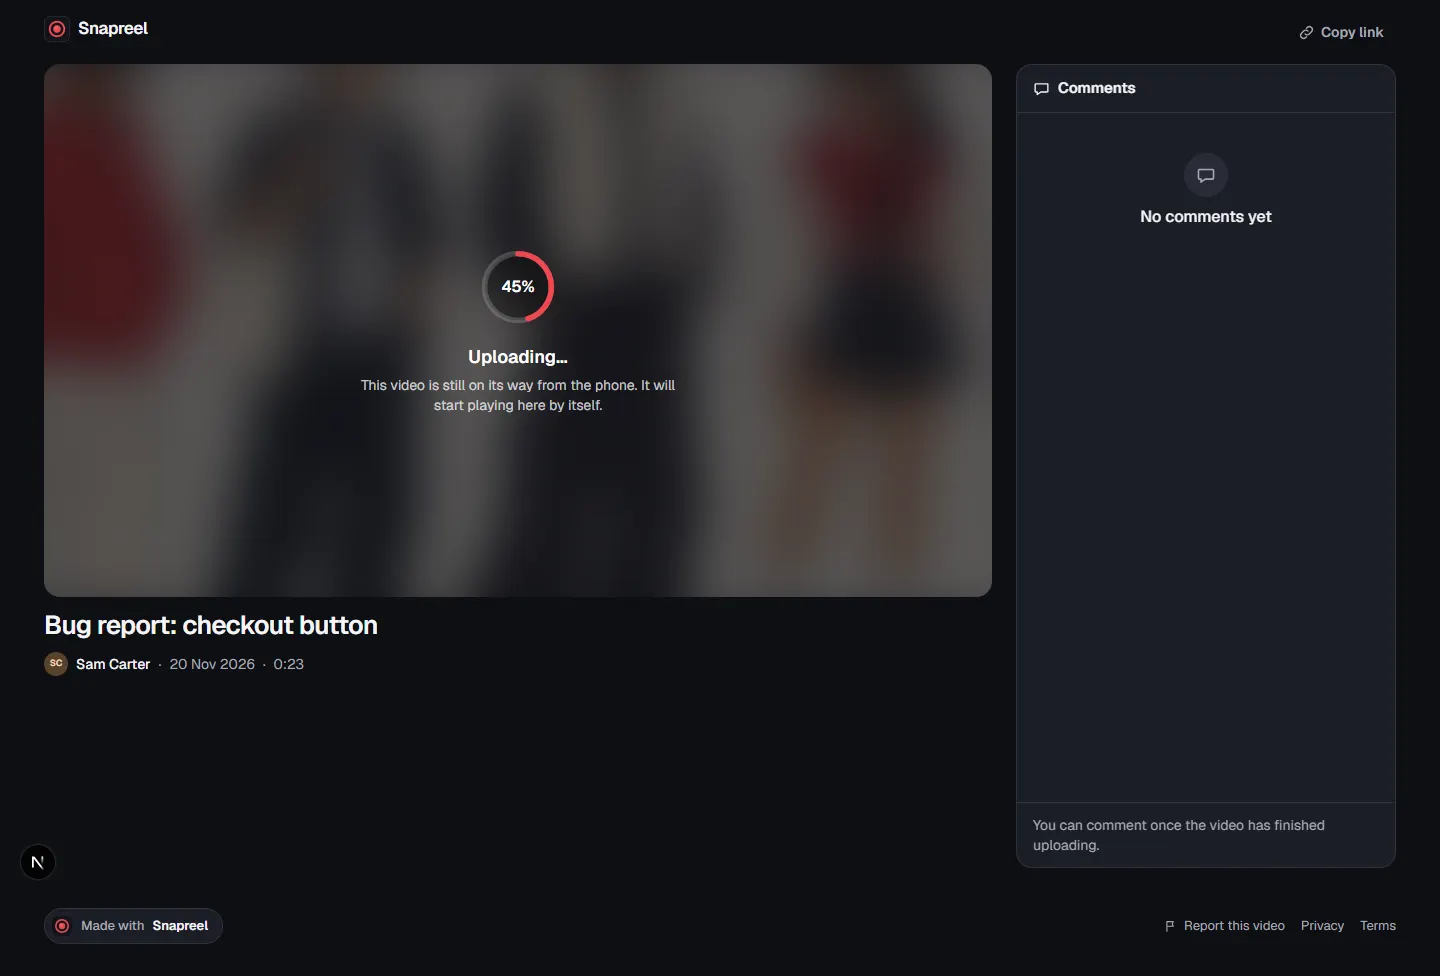 Snapreel
Copy link
45%
Uploading...
This video is still on its way from the phone. It will
start playing here by itself.
Bug report: checkout button
SC Sam Carter · 20 Nov 2026 · 0:23
Comments
No comments yet
You can comment once the video has finished
uploading.
N
Made with Snapreel
Report this video Privacy Terms